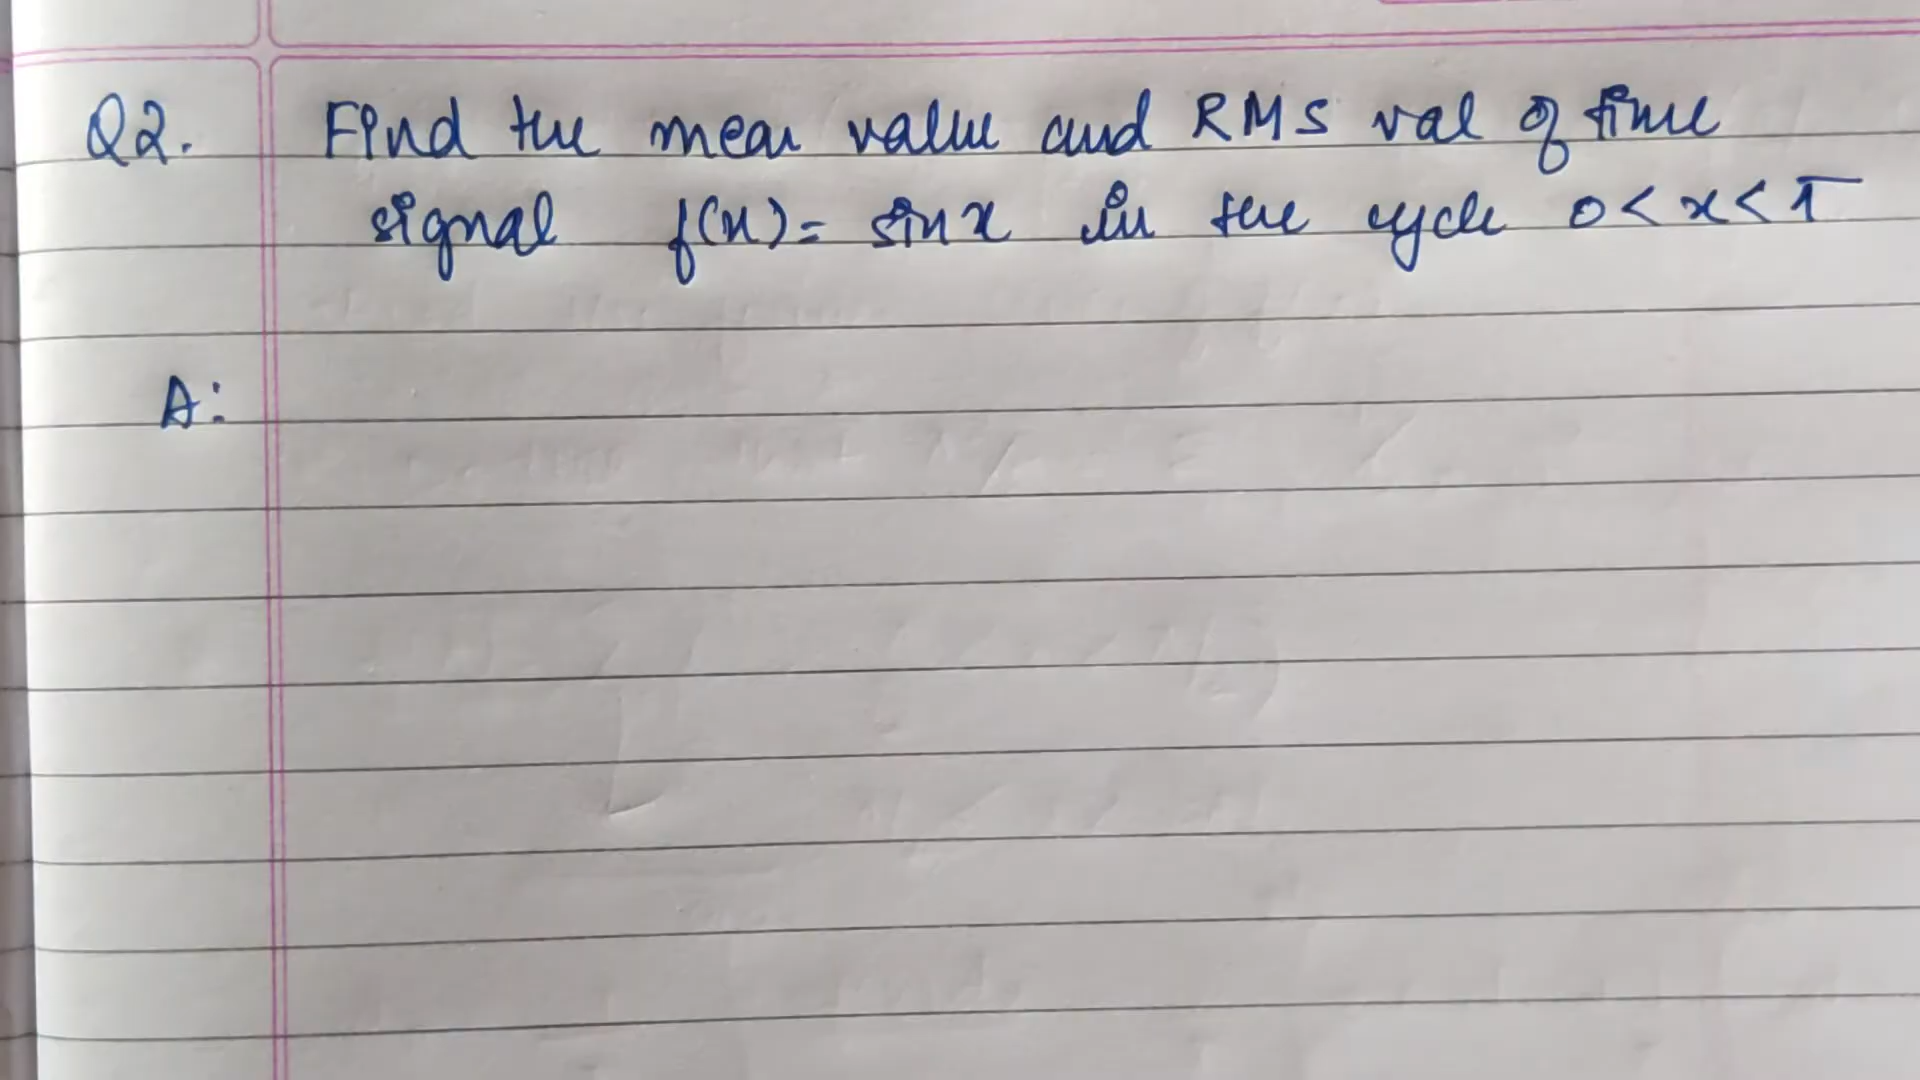 Q2. Find the mean value and RMS val of time
signal f(x) = sin x in the cycle 0 < x < π
A: